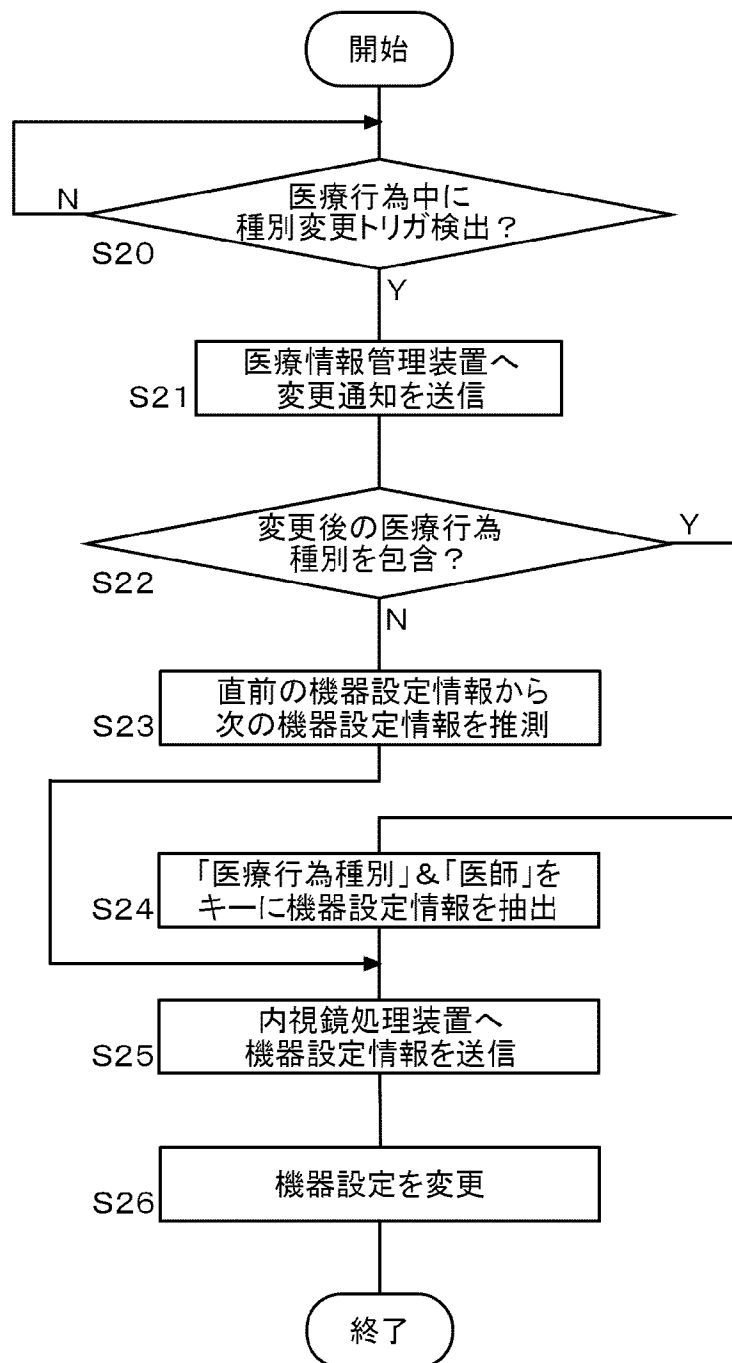 開始
医療行為中に
種別変更トリガ検出?
N
S20
Y
医療情報管理装置へ
変更通知を送信
S21
変更後の医療行為
種別を包含?
Y
S22
N
直前の機器設定情報から
次の機器設定情報を推測
S23
「医療行為種別」&「医師」を
キーに機器設定情報を抽出
S24
内視鏡処理装置へ
機器設定情報を送信
S25
機器設定を変更
S26
終了